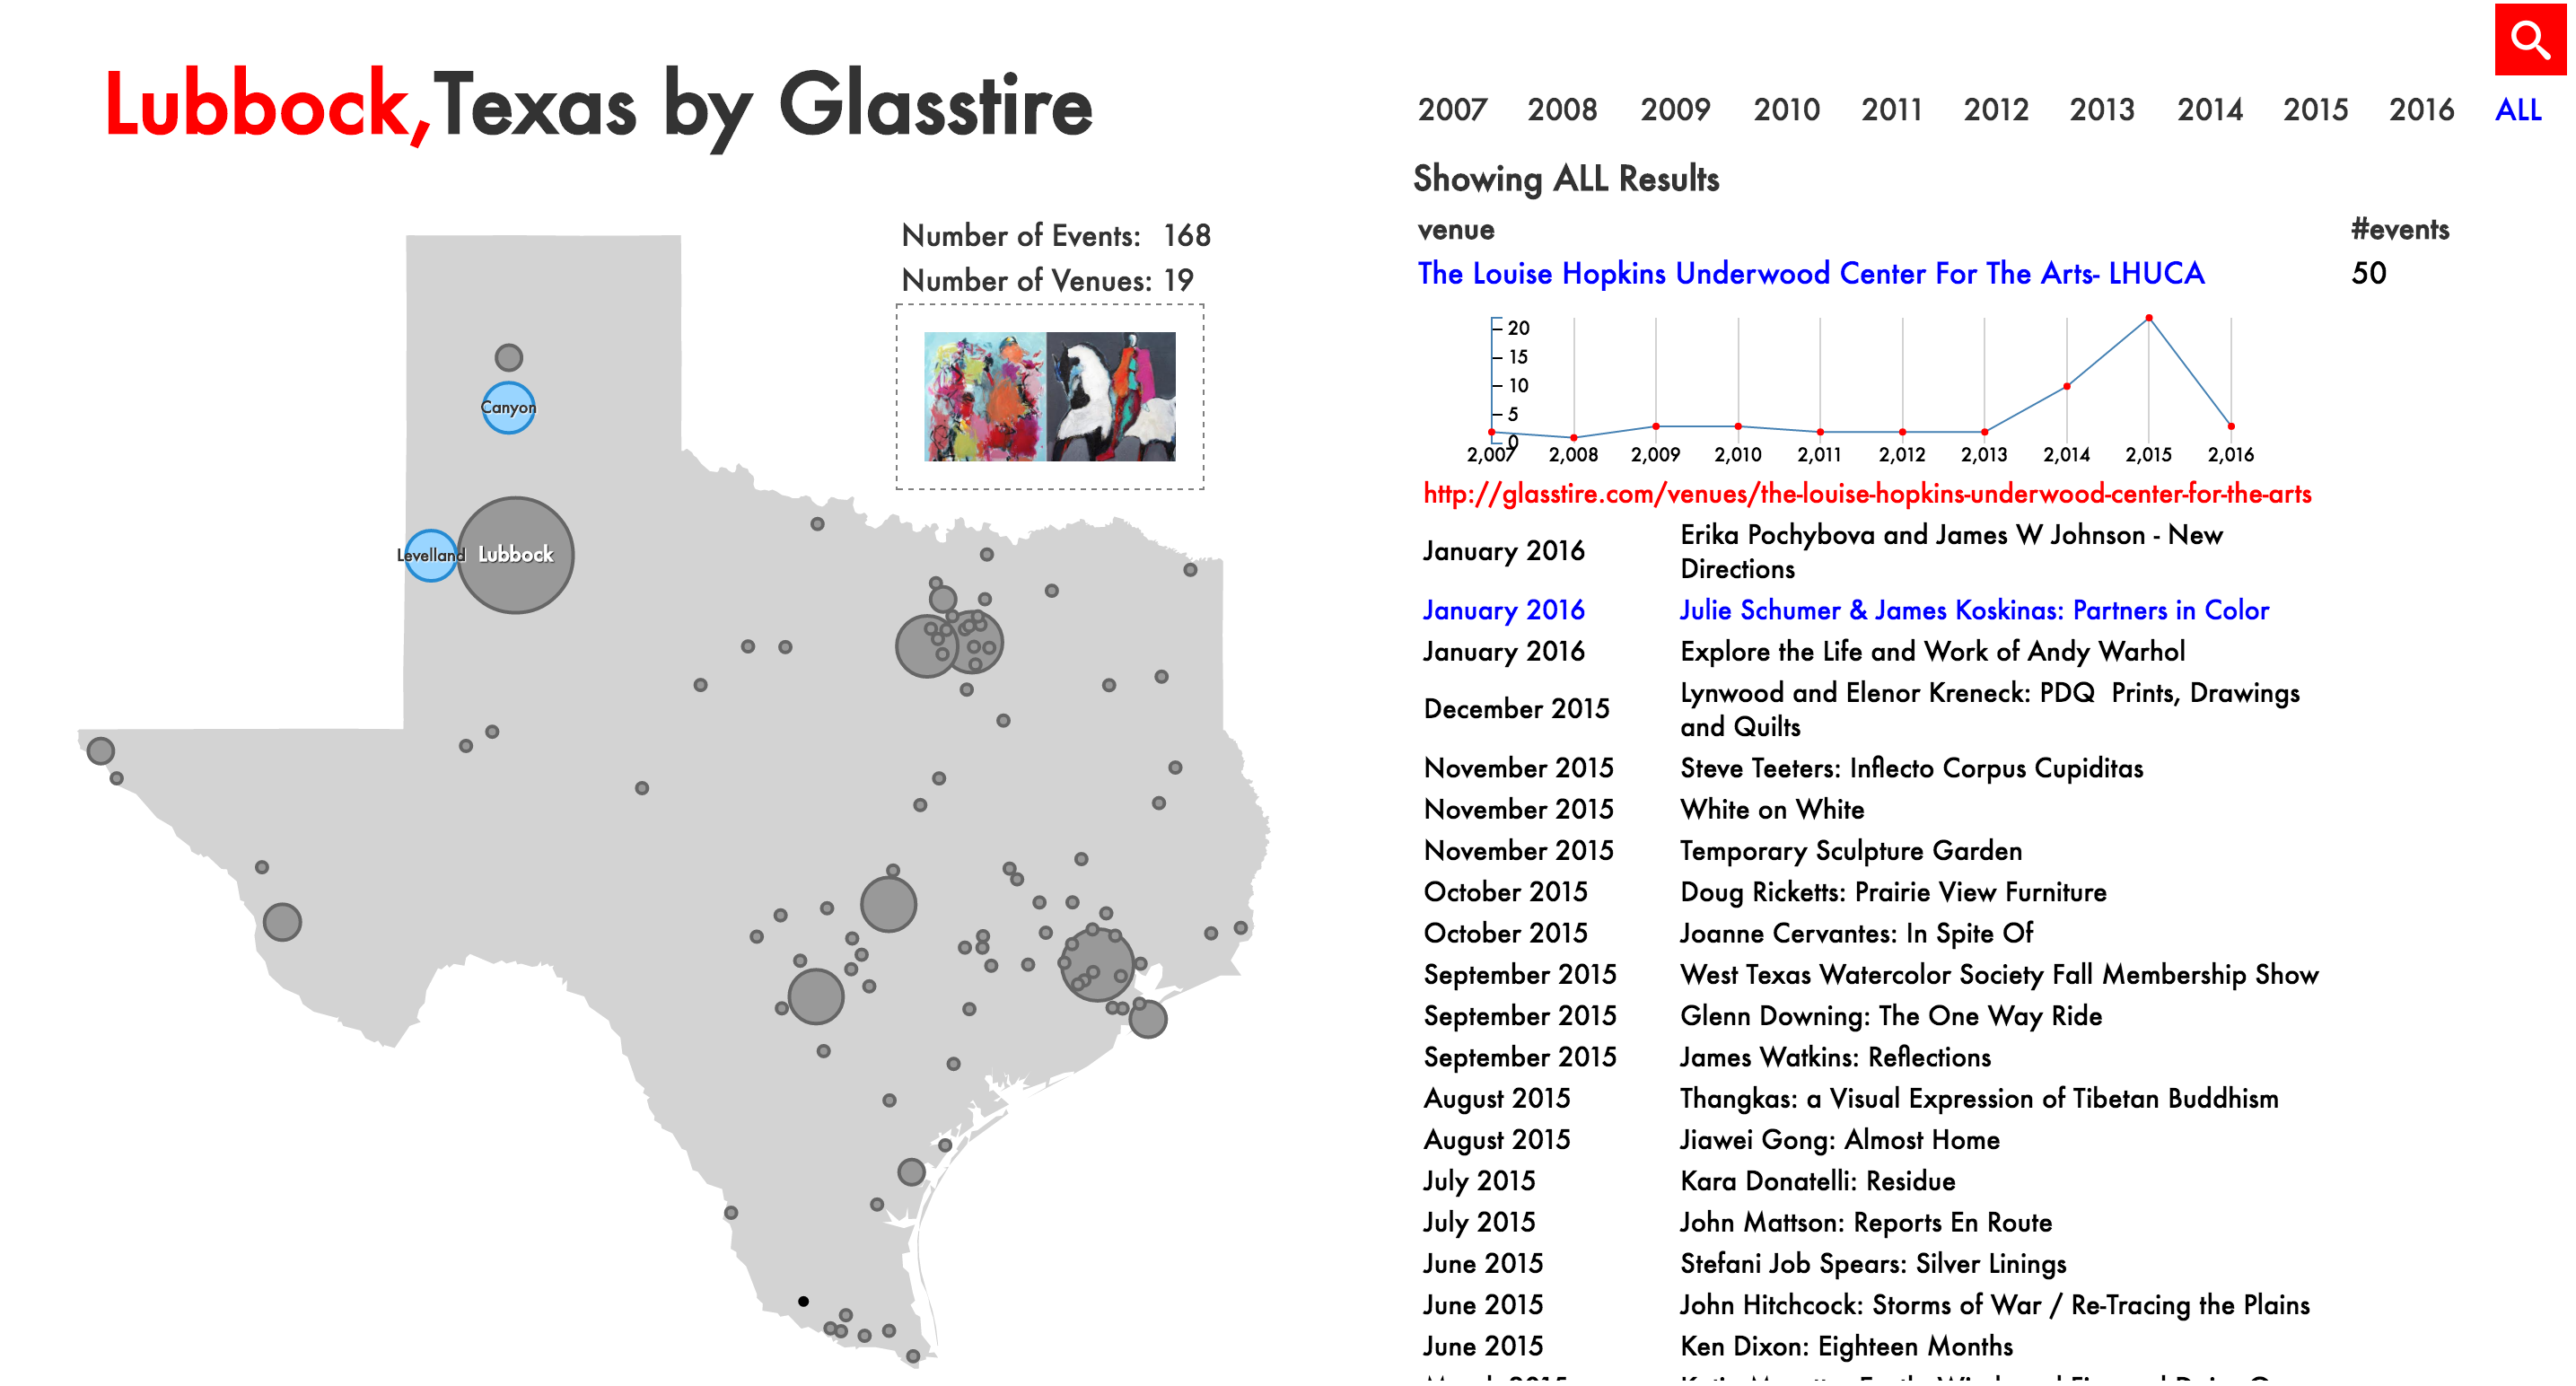 Lubbock,Texas by Glasstire
2007 2008 2009 2010 2011 2012 2013 2014 2015 2016 ALL
Number of Events: 168
Number of Venues: 19
Canyon
Levelland
Lubbock
Showing ALL Results
venue #events
The Louise Hopkins Underwood Center For The Arts- LHUCA 50
20
15
10
5
0
2,007 2,008 2,009 2,010 2,011 2,012 2,013 2,014 2,015 2,016
http://glasstire.com/venues/the-louise-hopkins-underwood-center-for-the-arts
January 2016 Erika Pochybova and James W Johnson - New
Directions
January 2016 Julie Schumer & James Koskinas: Partners in Color
January 2016 Explore the Life and Work of Andy Warhol
December 2015 Lynwood and Elenor Kreneck: PDQ Prints, Drawings
and Quilts
November 2015 Steve Teeters: Inflecto Corpus Cupiditas
November 2015 White on White
November 2015 Temporary Sculpture Garden
October 2015 Doug Ricketts: Prairie View Furniture
October 2015 Joanne Cervantes: In Spite Of
September 2015 West Texas Watercolor Society Fall Membership Show
September 2015 Glenn Downing: The One Way Ride
September 2015 James Watkins: Reflections
August 2015 Thangkas: a Visual Expression of Tibetan Buddhism
August 2015 Jiawei Gong: Almost Home
July 2015 Kara Donatelli: Residue
July 2015 John Mattson: Reports En Route
June 2015 Stefani Job Spears: Silver Linings
June 2015 John Hitchcock: Storms of War / Re-Tracing the Plains
June 2015 Ken Dixon: Eighteen Months